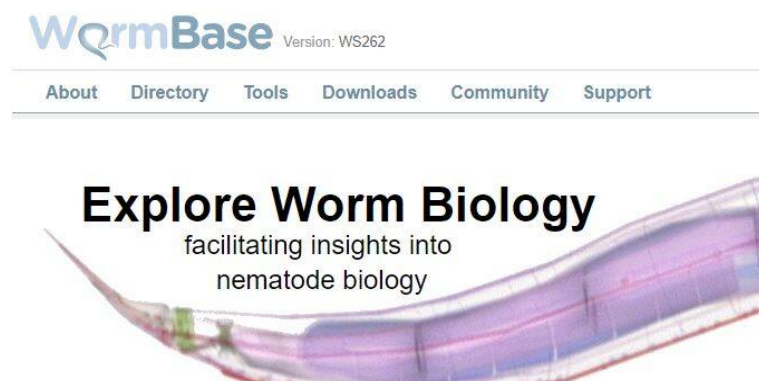 WormBase Version: WS262
About Directory Tools Downloads Community Support
Explore Worm Biology
facilitating insights into
nematode biology